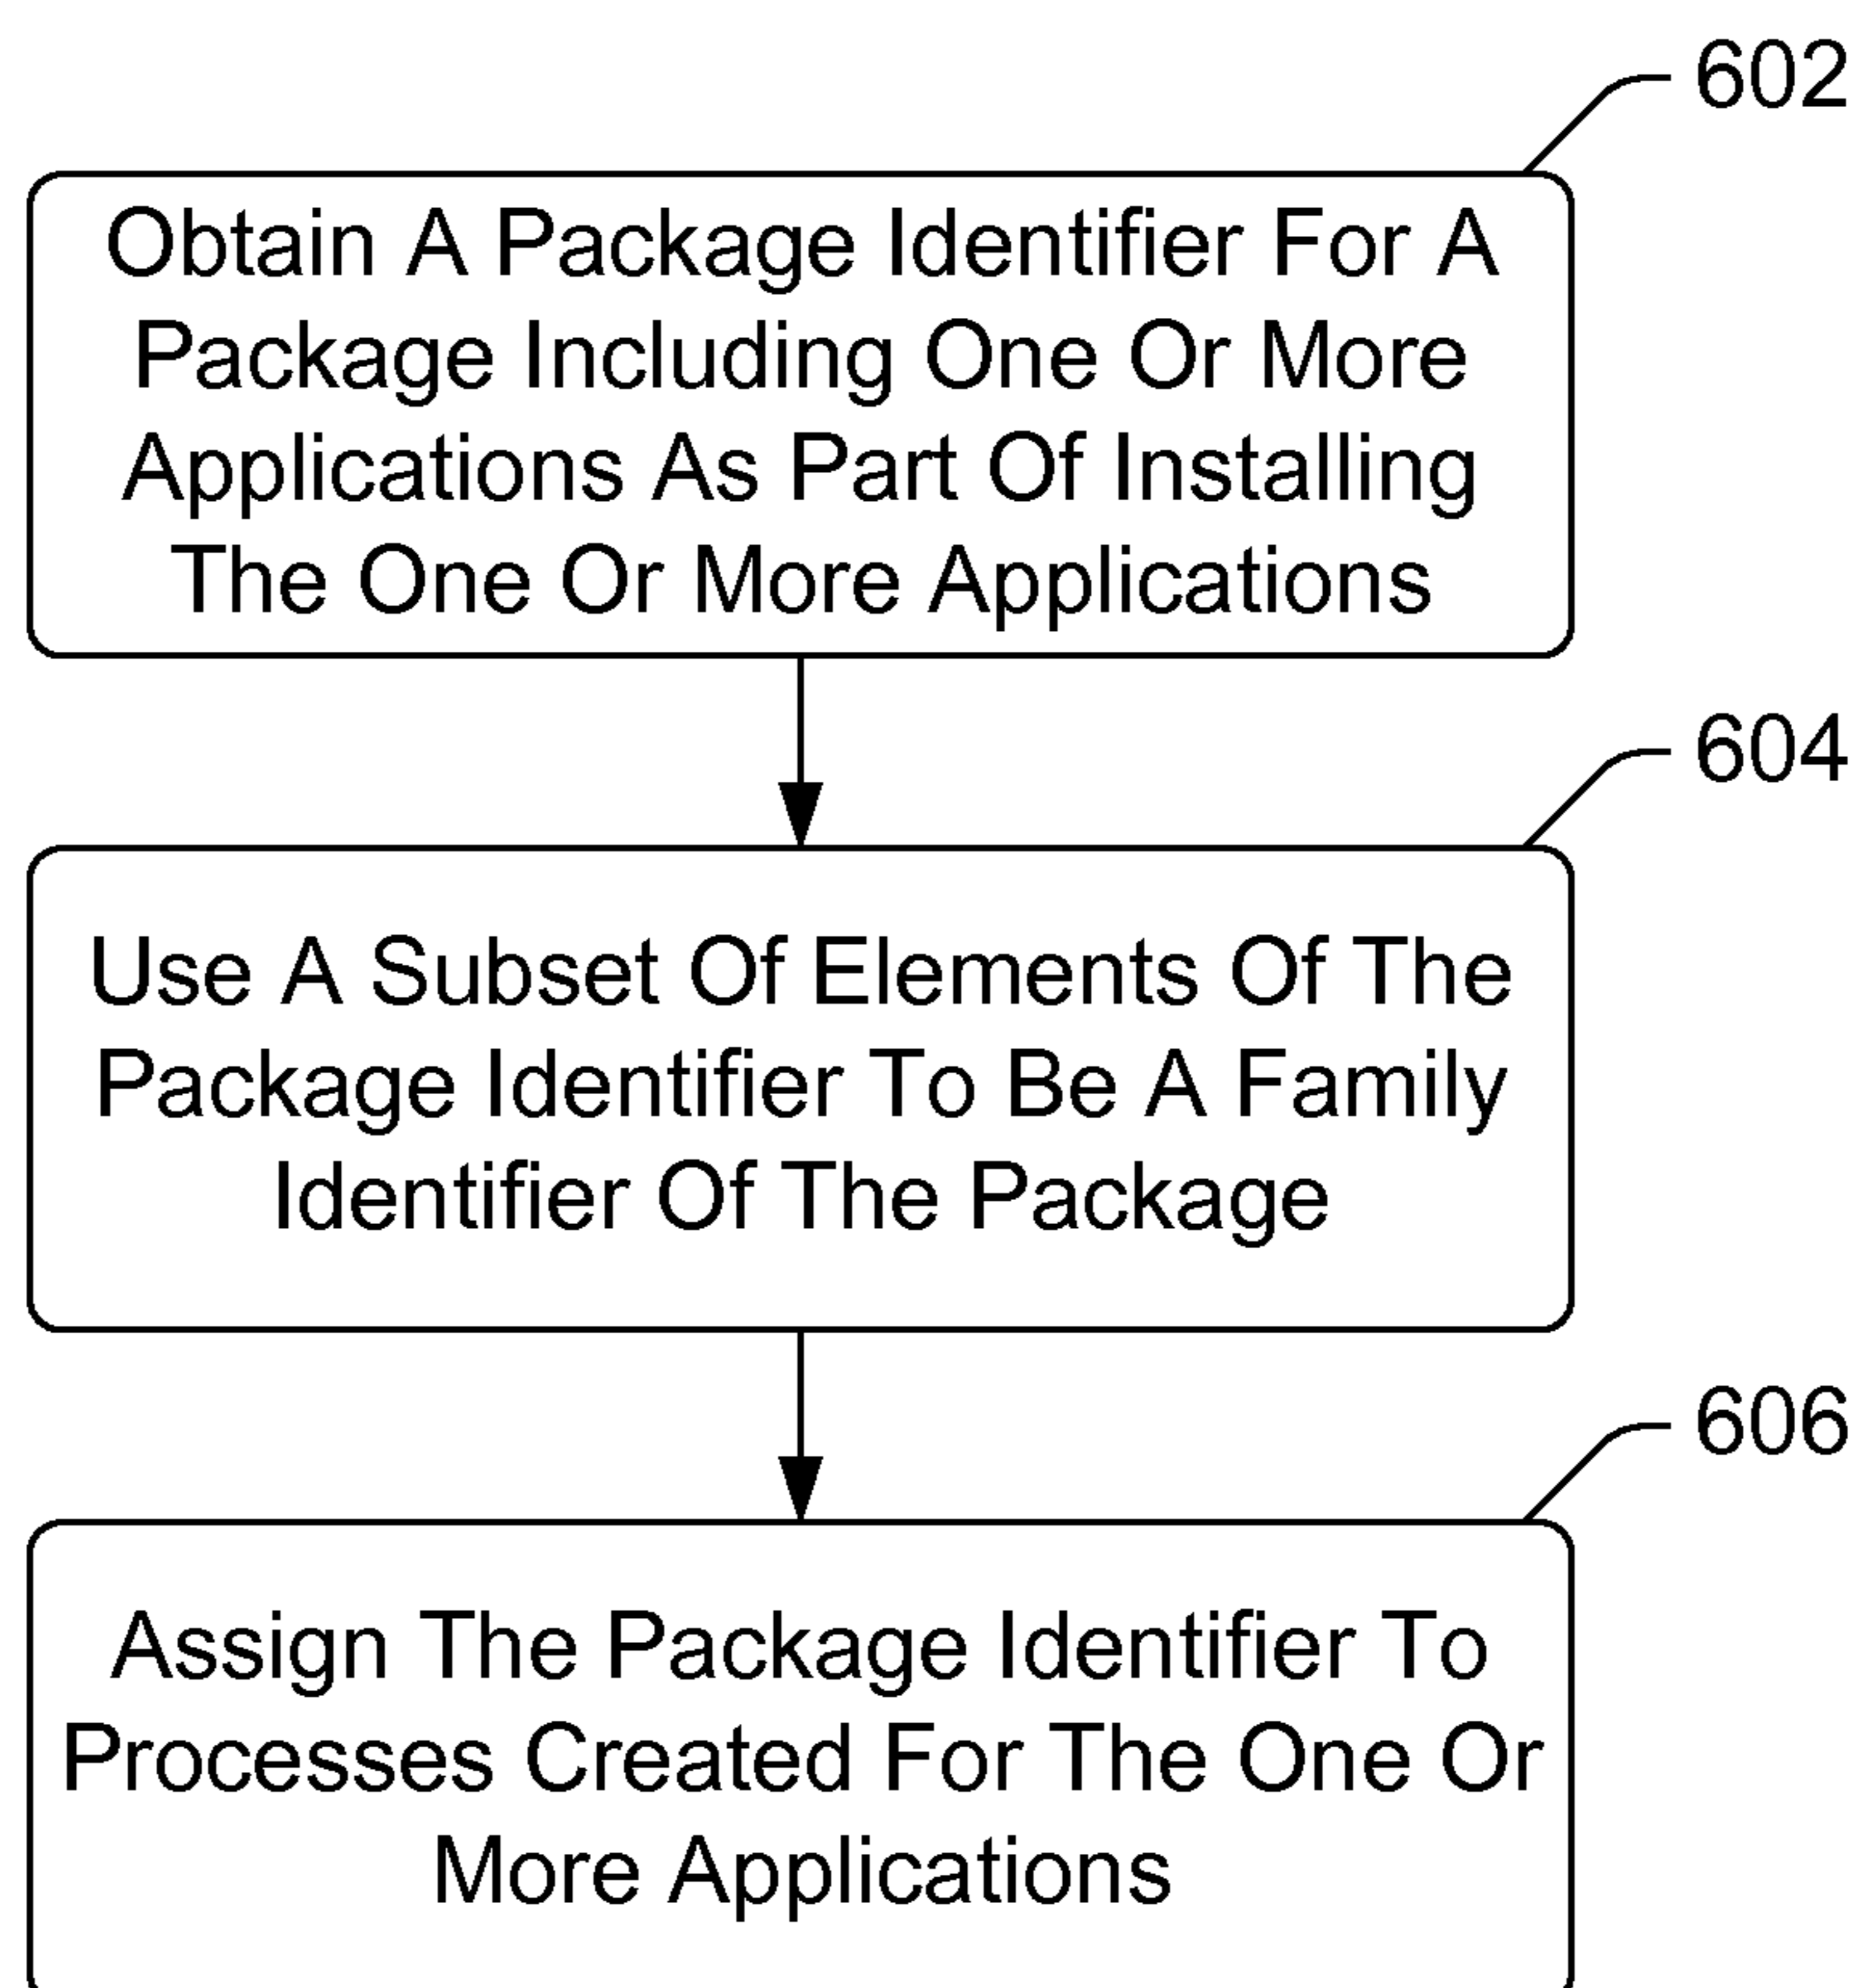 602
Obtain A Package Identifier For A
Package Including One Or More
Applications As Part Of Installing
The One Or More Applications
604
Use A Subset Of Elements Of The
Package Identifier To Be A Family
Identifier Of The Package
606
Assign The Package Identifier To
Processes Created For The One Or
More Applications